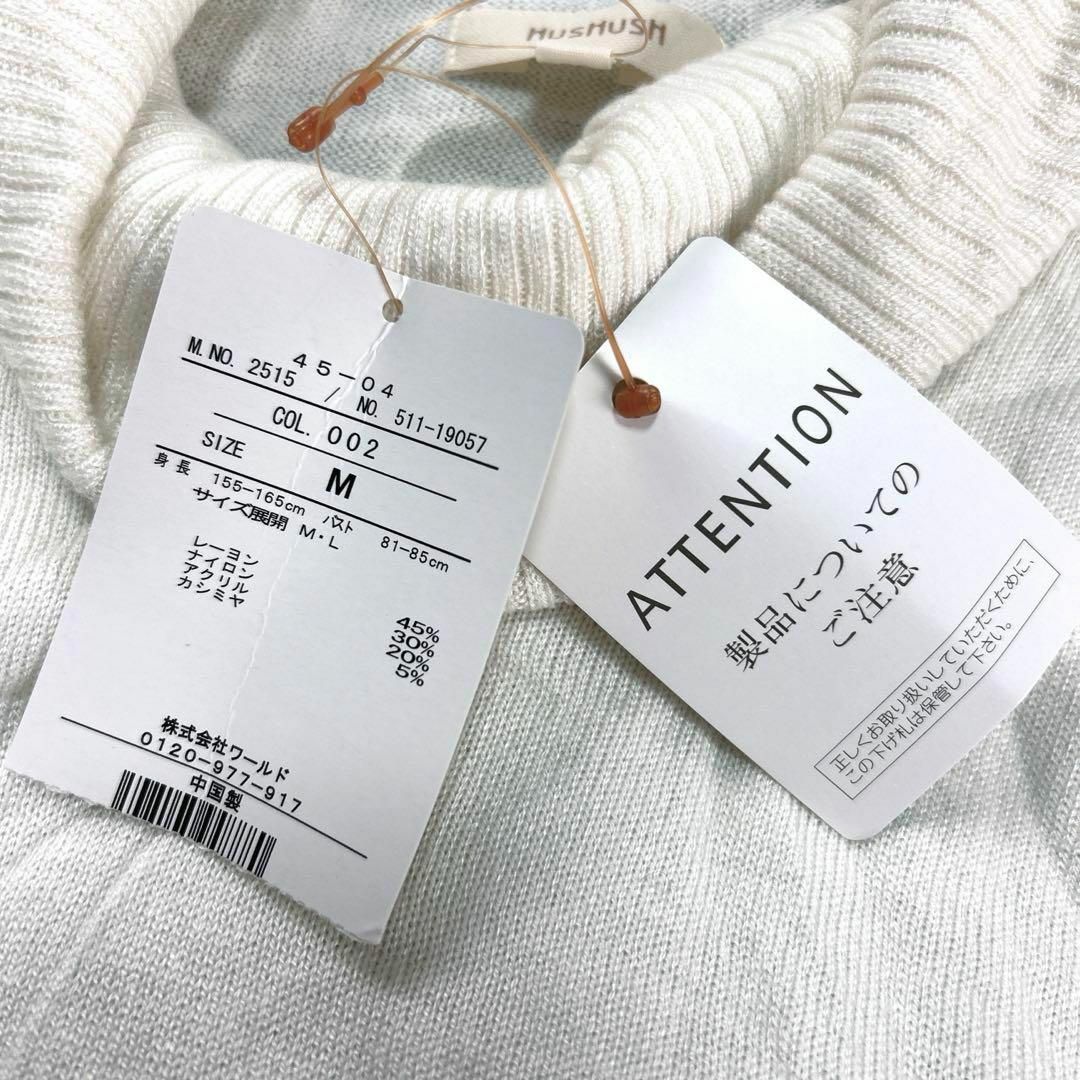 HUSHUSH
45-04
M.NO. 2515 / NO. 511-19057
COL. 002
SIZE M
身長 155-165cm バスト 81-85cm
サイズ展開 M・L
レーヨン 45%
ナイロン 30%
アクリル 20%
カシミヤ 5%
株式会社ワールド
0120-977-917
中国製
ATTENTION
製品についての
ご注意
正しくお取り扱いしていただくために、
この下げ札は保管して下さい。